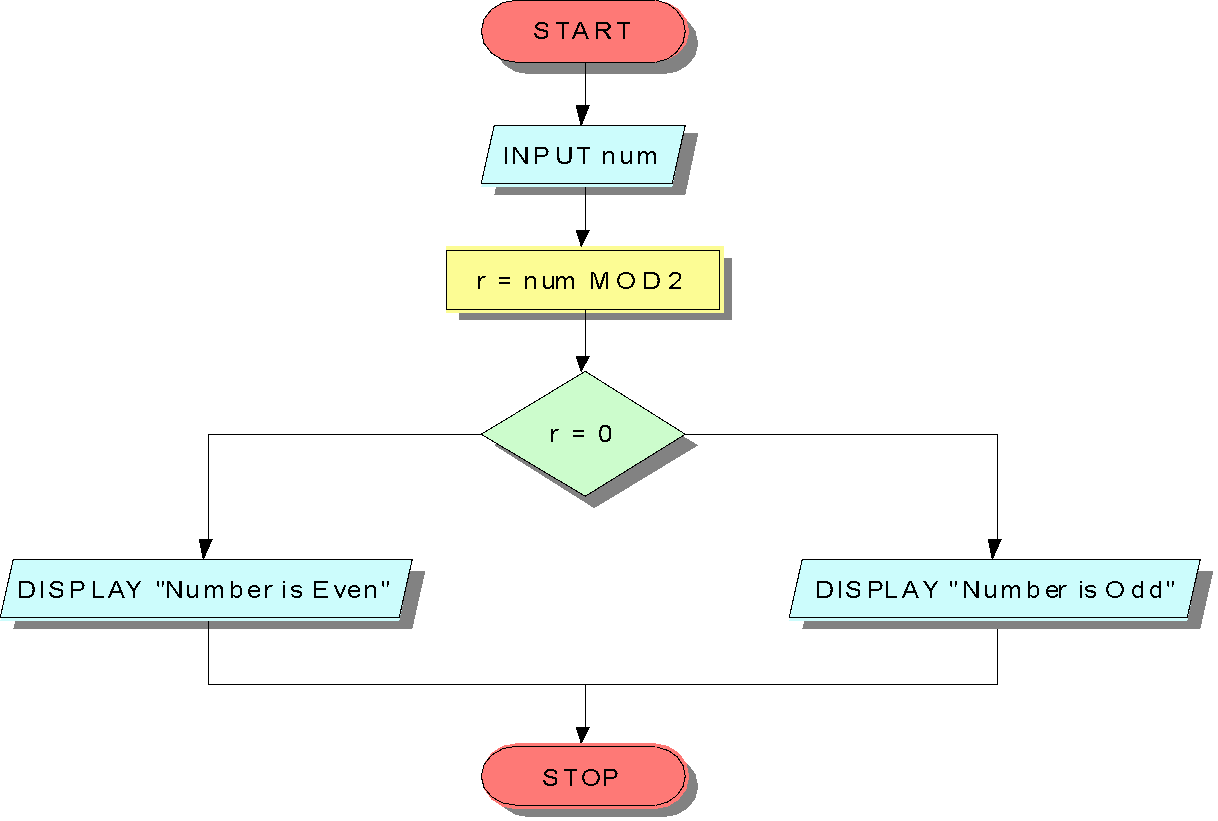 START
INPUT num
r = num MOD2
r = 0
DISPLAY "Number is Even"
DISPLAY "Number is Odd"
STOP